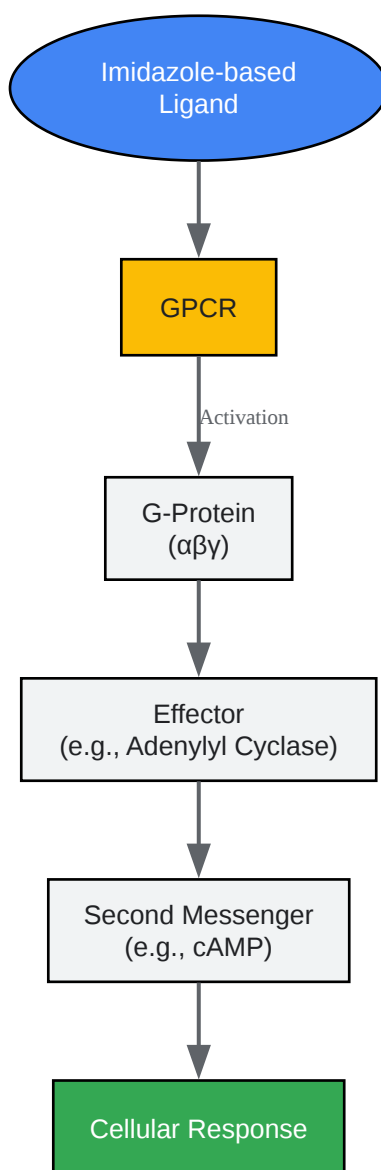 Imidazole-based
Ligand
GPCR
Activation
G-Protein
(αβγ)
Effector
(e.g., Adenylyl Cyclase)
Second Messenger
(e.g., cAMP)
Cellular Response